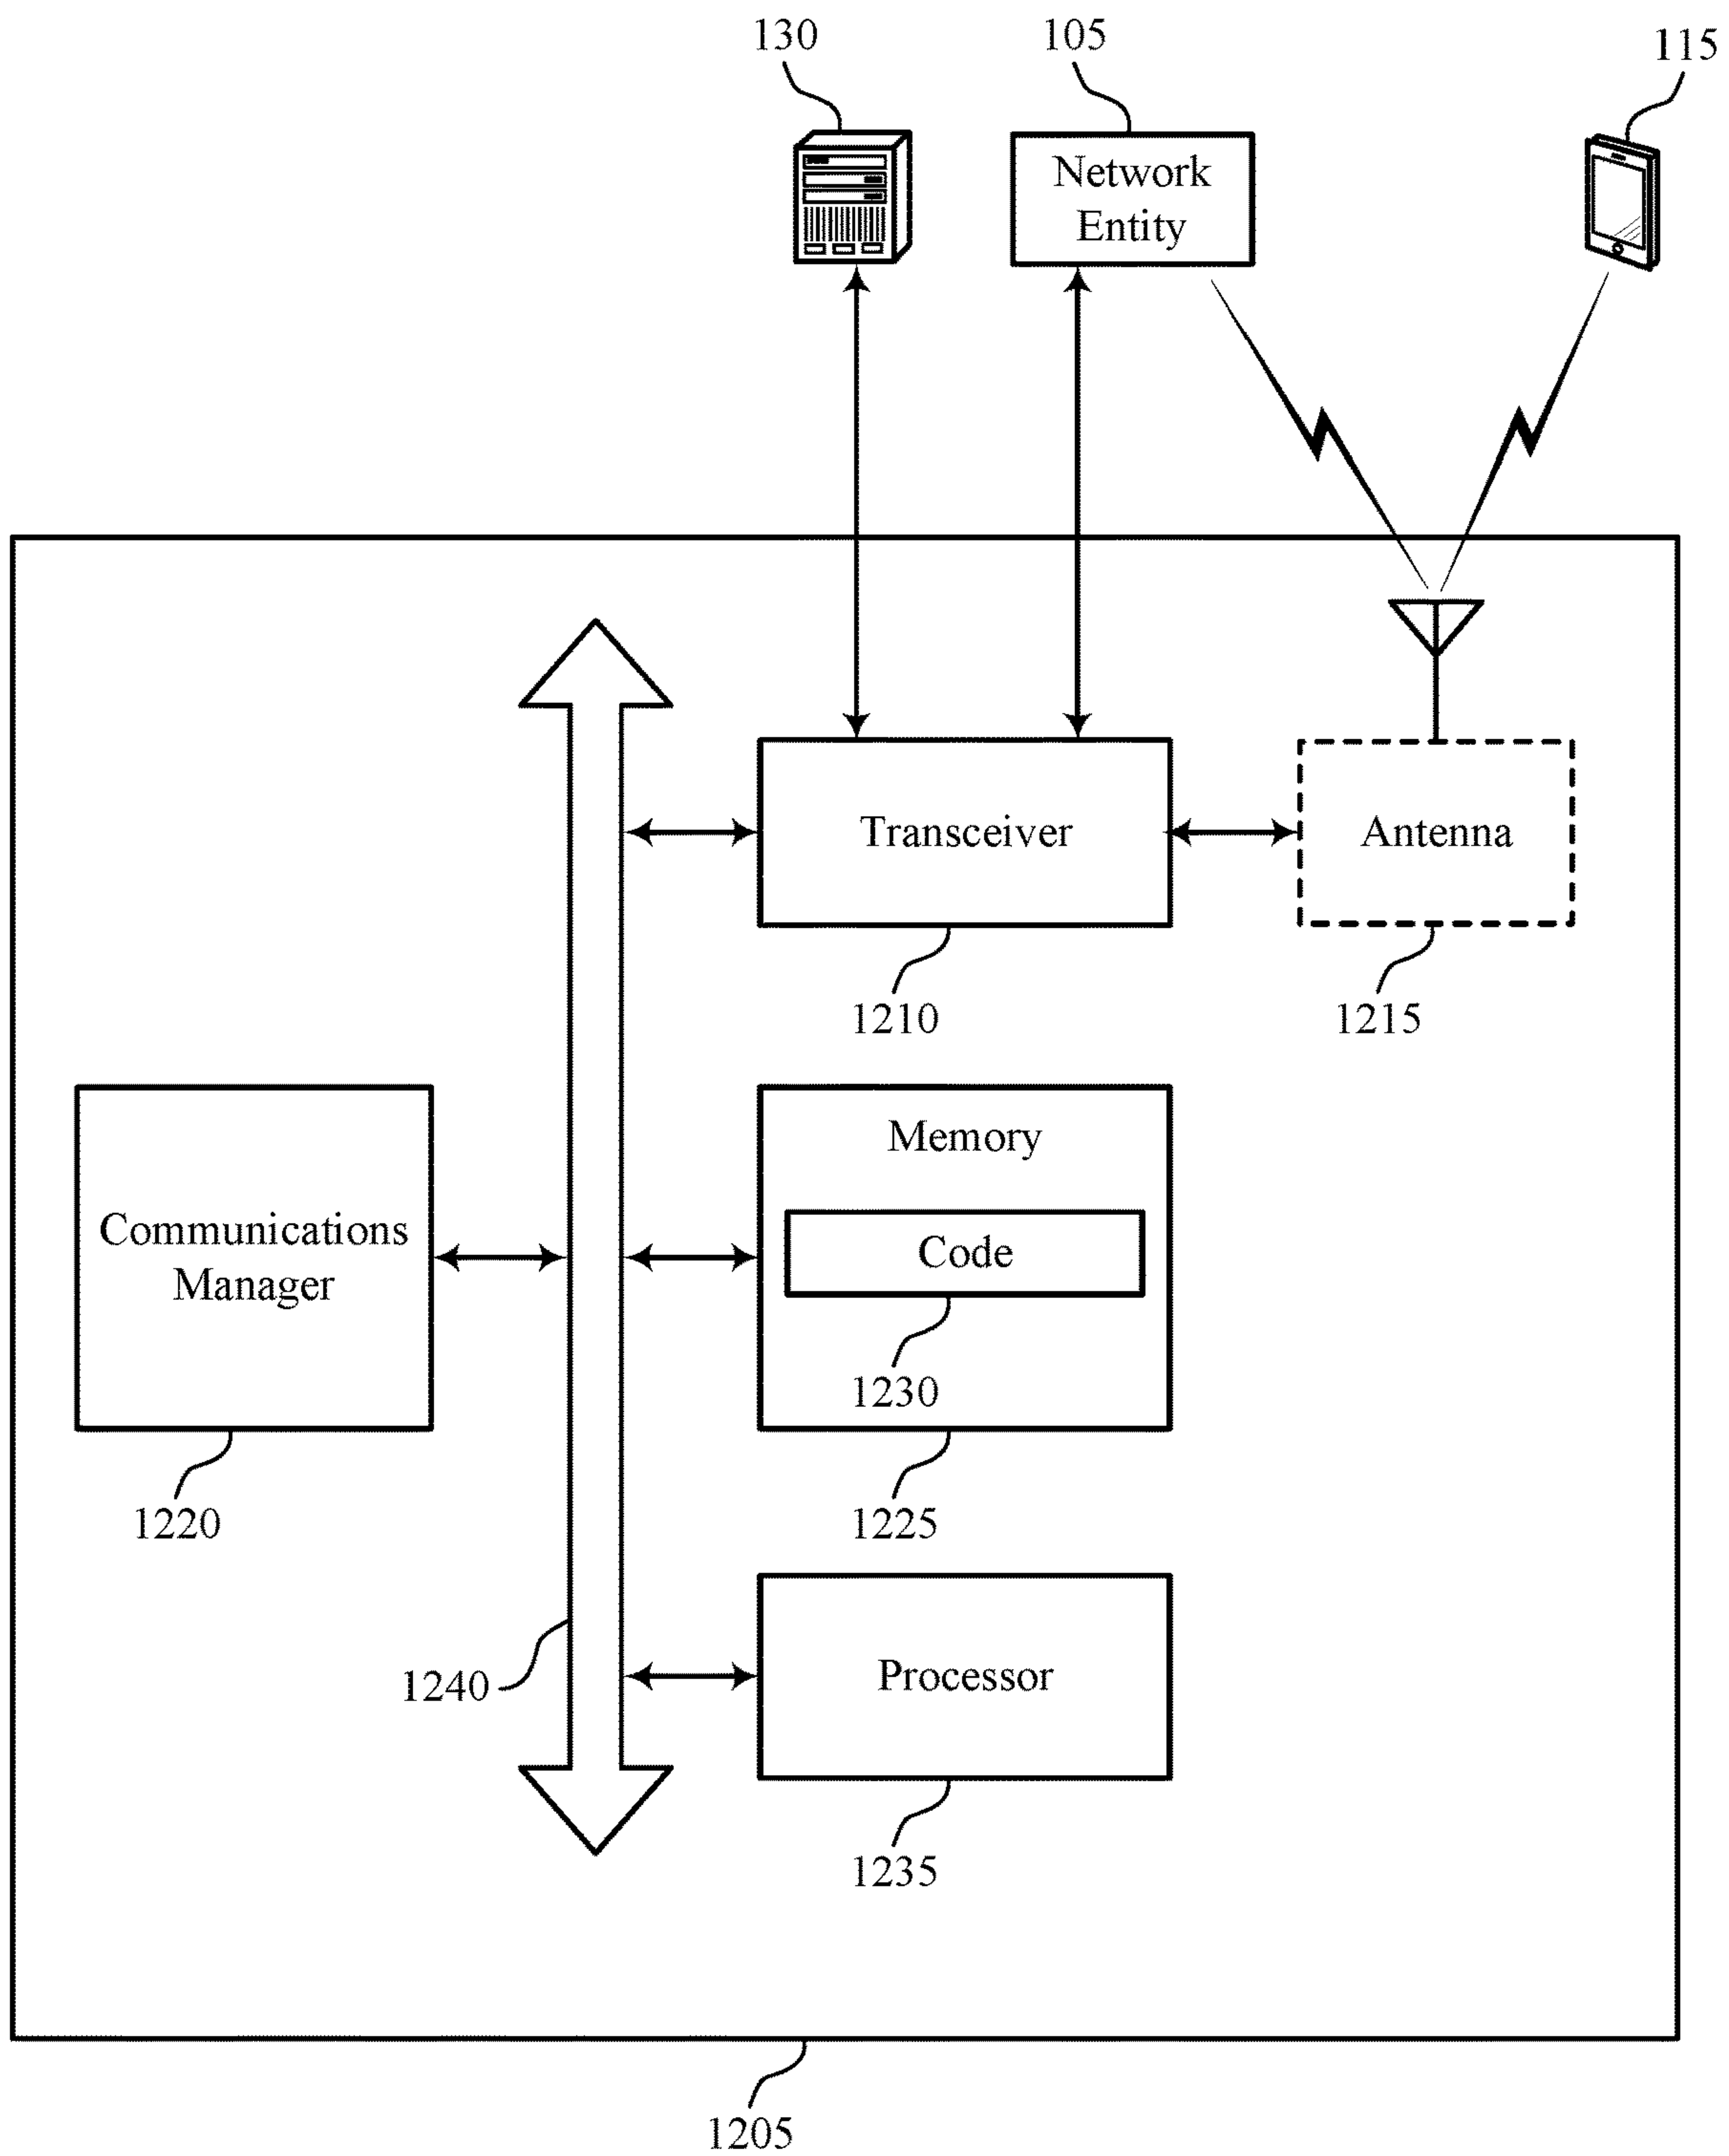 130
105
115
Network
Entity
Transceiver
Antenna
1210
1215
Memory
Communications
Manager
Code
1230
1220
1225
1240
Processor
1235
1205